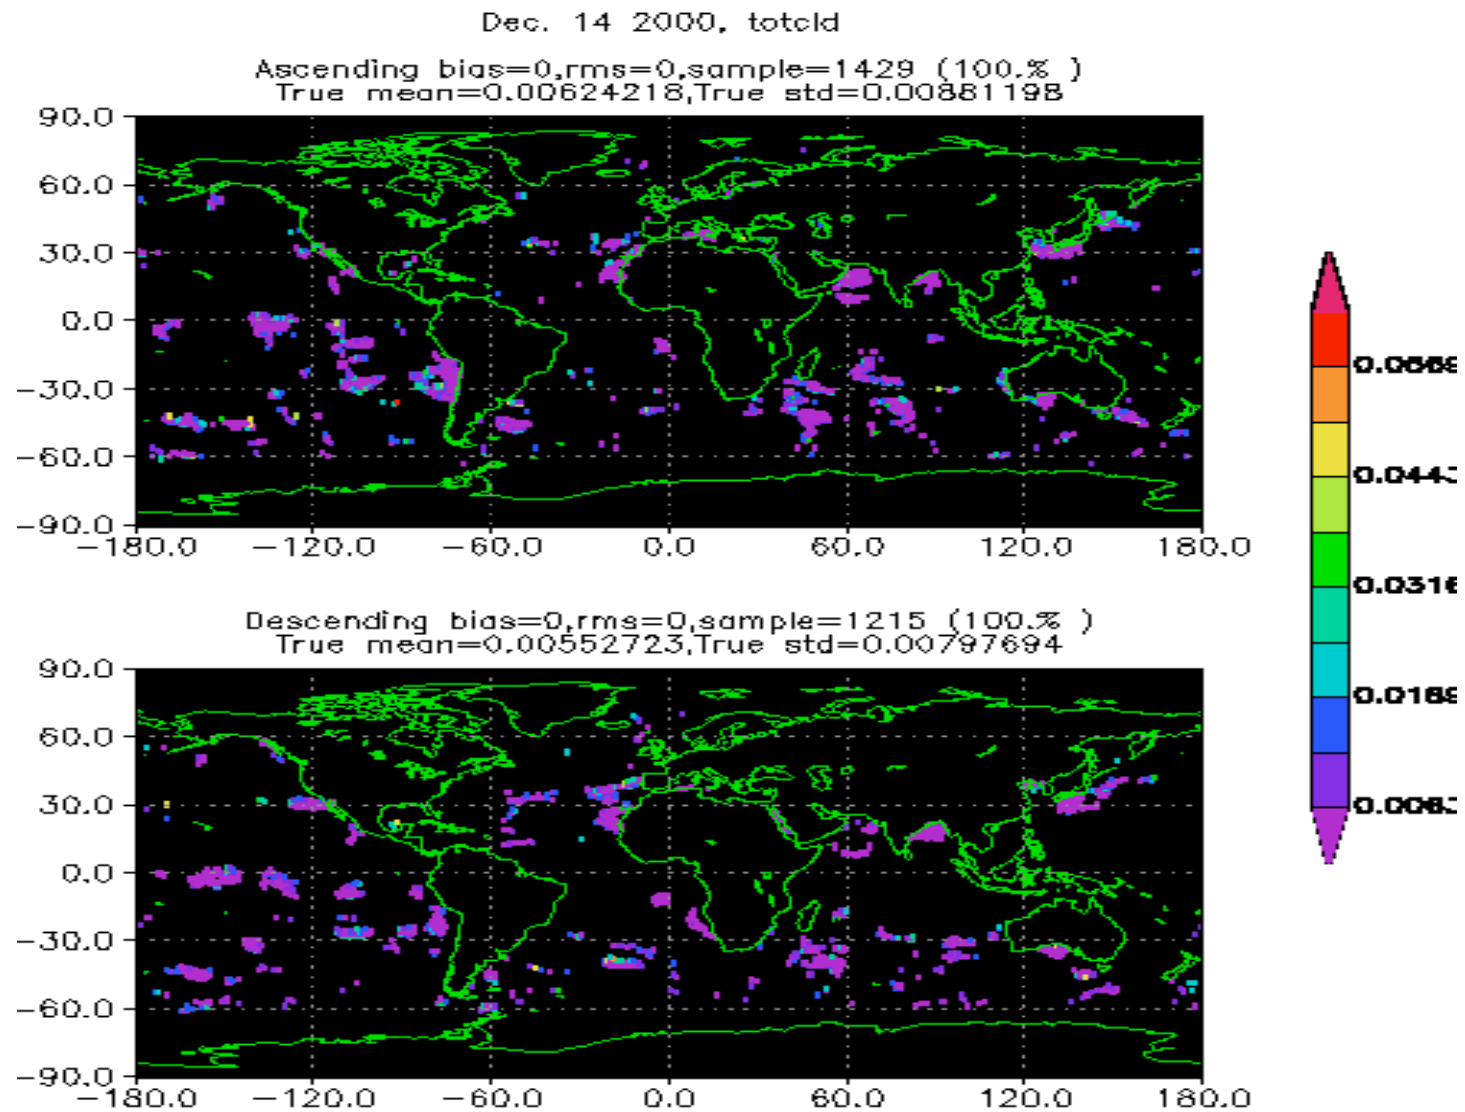 Dec. 14 2000, totcld
Ascending bias=0,rms=0,sample=1429 (100.% )
True mean=0.00624218,True std=0.00881198
90.0
60.0
30.0
0.0
−30.0
−60.0
−90.0
−180.0 −120.0 −60.0 0.0 60.0 120.0 180.0
Descending bias=0,rms=0,sample=1215 (100.% )
True mean=0.00552723,True std=0.00797694
90.0
60.0
30.0
0.0
−30.0
−60.0
−90.0
−180.0 −120.0 −60.0 0.0 60.0 120.0 180.0
0.0316